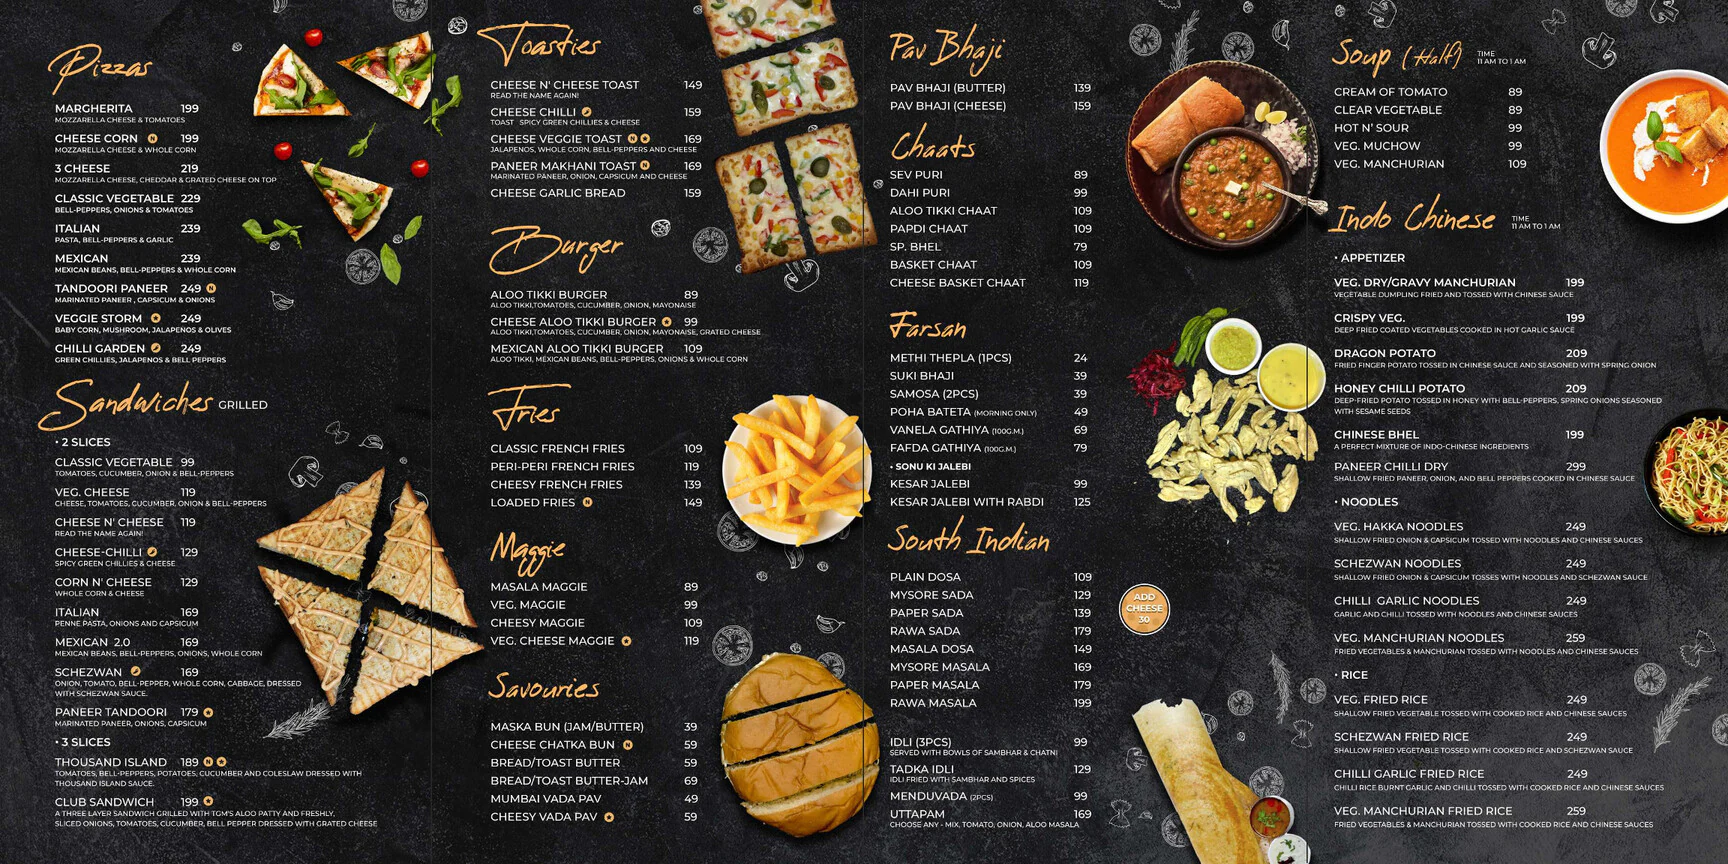 Pizzas
MARGHERITA 199
MOZZARELLA CHEESE & TOMATOES
CHEESE CORN N 199
MOZZARELLA CHEESE & WHOLE CORN
3 CHEESE 219
MOZZARELLA CHEESE, CHEDDAR & GRATED CHEESE ON TOP
CLASSIC VEGETABLE 229
BELL-PEPPERS, ONIONS & TOMATOES
ITALIAN 239
PASTA, BELL-PEPPERS & GARLIC
MEXICAN 239
MEXICAN BEANS, BELL-PEPPERS & WHOLE CORN
TANDOORI PANEER 249 N
MARINATED PANEER , CAPSICUM & ONIONS
VEGGIE STORM 249
BABY CORN, MUSHROOM, JALAPENOS & OLIVES
CHILLI GARDEN 249
GREEN CHILLIES, JALAPENOS & BELL PEPPERS
Sandwiches GRILLED
• 2 SLICES
CLASSIC VEGETABLE 99
TOMATOES, CUCUMBER, ONION & BELL-PEPPERS
VEG. CHEESE 119
CHEESE, TOMATOES, CUCUMBER, ONION & BELL-PEPPERS
CHEESE N' CHEESE 119
READ THE NAME AGAIN!
CHEESE-CHILLI 129
SPICY GREEN CHILLIES & CHEESE
CORN N' CHEESE 129
WHOLE CORN & CHEESE
ITALIAN 169
PENNE PASTA, ONIONS AND CAPSICUM
MEXICAN 2.0 169
MEXICAN BEANS, BELL-PEPPERS, ONIONS, WHOLE CORN
SCHEZWAN 169
ONION, TOMATO, BELL-PEPPER, WHOLE CORN, CABBAGE, DRESSED
WITH SCHEZWAN SAUCE.
PANEER TANDOORI 179
MARINATED PANEER, ONIONS, CAPSICUM
• 3 SLICES
THOUSAND ISLAND 189 N
TOMATOES, BELL-PEPPERS, POTATOES, CUCUMBER AND COLESLAW DRESSED WITH
THOUSAND ISLAND SAUCE.
CLUB SANDWICH 199
A THREE LAYER SANDWICH GRILLED WITH TGM'S ALOO PATTY AND FRESHLY,
SLICED ONIONS, TOMATOES, CUCUMBER, BELL PEPPER DRESSED WITH GRATED CHEESE
Toasties
CHEESE N' CHEESE TOAST 149
READ THE NAME AGAIN!
CHEESE CHILLI 159
TOAST SPICY GREEN CHILLIES & CHEESE
CHEESE VEGGIE TOAST N 169
JALAPENOS, WHOLE CORN, BELL-PEPPERS AND CHEESE
PANEER MAKHANI TOAST N 169
MARINATED PANEER, ONION, CAPSICUM AND CHEESE
CHEESE GARLIC BREAD 159
Burger
ALOO TIKKI BURGER 89
ALOO TIKKI,TOMATOES, CUCUMBER, ONION, MAYONAISE
CHEESE ALOO TIKKI BURGER 99
ALOO TIKKI,TOMATOES, CUCUMBER, ONION, MAYONAISE, GRATED CHEESE
MEXICAN ALOO TIKKI BURGER 109
ALOO TIKKI, MEXICAN BEANS, BELL-PEPPERS, ONIONS & WHOLE CORN
Fries
CLASSIC FRENCH FRIES 109
PERI-PERI FRENCH FRIES 119
CHEESY FRENCH FRIES 139
LOADED FRIES N 149
Maggie
MASALA MAGGIE 89
VEG. MAGGIE 99
CHEESY MAGGIE 109
VEG. CHEESE MAGGIE 119
Savouries
MASKA BUN (JAM/BUTTER) 39
CHEESE CHATKA BUN N 59
BREAD/TOAST BUTTER 59
BREAD/TOAST BUTTER-JAM 69
MUMBAI VADA PAV 49
CHEESY VADA PAV 59
Pav Bhaji
PAV BHAJI (BUTTER) 139
PAV BHAJI (CHEESE) 159
Chaats
SEV PURI 89
DAHI PURI 99
ALOO TIKKI CHAAT 109
PAPDI CHAAT 109
SP. BHEL 79
BASKET CHAAT 109
CHEESE BASKET CHAAT 119
Farsan
METHI THEPLA (1PCS) 24
SUKI BHAJI 39
SAMOSA (2PCS) 39
POHA BATETA (MORNING ONLY) 49
VANELA GATHIYA (100G.M.) 69
FAFDA GATHIYA (100G.M.) 79
• SONU KI JALEBI
KESAR JALEBI 99
KESAR JALEBI WITH RABDI 125
South Indian
PLAIN DOSA 109
MYSORE SADA 129
PAPER SADA 139
RAWA SADA 179
MASALA DOSA 149
MYSORE MASALA 169
PAPER MASALA 179
RAWA MASALA 199
ADD
CHEESE
30
IDLI (3PCS) 99
SERVED WITH BOWLS OF SAMBHAR & CHATNI
TADKA IDLI 129
IDLI FRIED WITH SAMBHAR AND SPICES
MENDUVADA (2PCS) 99
UTTAPAM 169
CHOOSE ANY - MIX, TOMATO, ONION, ALOO MASALA
Soup (Half) TIME
11 AM TO 1 AM
CREAM OF TOMATO 89
CLEAR VEGETABLE 89
HOT N' SOUR 99
VEG. MUCHOW 99
VEG. MANCHURIAN 109
Indo Chinese TIME
11 AM TO 1 AM
• APPETIZER
VEG. DRY/GRAVY MANCHURIAN 199
VEGETABLE DUMPLING FRIED AND TOSSED WITH CHINESE SAUCE
CRISPY VEG. 199
DEEP FRIED COATED VEGETABLES COOKED IN HOT GARLIC SAUCE
DRAGON POTATO 209
FRIED FINGER POTATO TOSSED IN CHINESE SAUCE AND SEASONED WITH SPRING ONION
HONEY CHILLI POTATO 209
DEEP-FRIED POTATO TOSSED IN HONEY WITH BELL-PEPPERS, SPRING ONIONS SEASONED
WITH SESAME SEEDS
CHINESE BHEL 199
A PERFECT MIXTURE OF INDO-CHINESE INGREDIENTS
PANEER CHILLI DRY 299
SHALLOW FRIED PANEER, ONION, AND BELL PEPPERS COOKED IN CHINESE SAUCE
• NOODLES
VEG. HAKKA NOODLES 249
SHALLOW FRIED ONION & CAPSICUM TOSSED WITH NOODLES AND CHINESE SAUCES
SCHEZWAN NOODLES 249
SHALLOW FRIED ONION & CAPSICUM TOSSES WITH NOODLES AND SCHEZWAN SAUCE
CHILLI GARLIC NOODLES 249
GARLIC AND CHILLI TOSSED WITH NOODLES AND CHINESE SAUCES
VEG. MANCHURIAN NOODLES 259
FRIED VEGETABLES & MANCHURIAN TOSSED WITH NOODLES AND CHINESE SAUCES
• RICE
VEG. FRIED RICE 249
SHALLOW FRIED VEGETABLE TOSSED WITH COOKED RICE AND CHINESE SAUCES
SCHEZWAN FRIED RICE 249
SHALLOW FRIED VEGETABLE TOSSED WITH COOKED RICE AND SCHEZWAN SAUCE
CHILLI GARLIC FRIED RICE 249
CHILLI RICE BURNT GARLIC AND CHILLI TOSSED WITH COOKED RICE AND CHINESE SAUCES
VEG. MANCHURIAN FRIED RICE 259
FRIED VEGETABLES & MANCHURIAN TOSSED WITH COOKED RICE AND CHINESE SAUCES